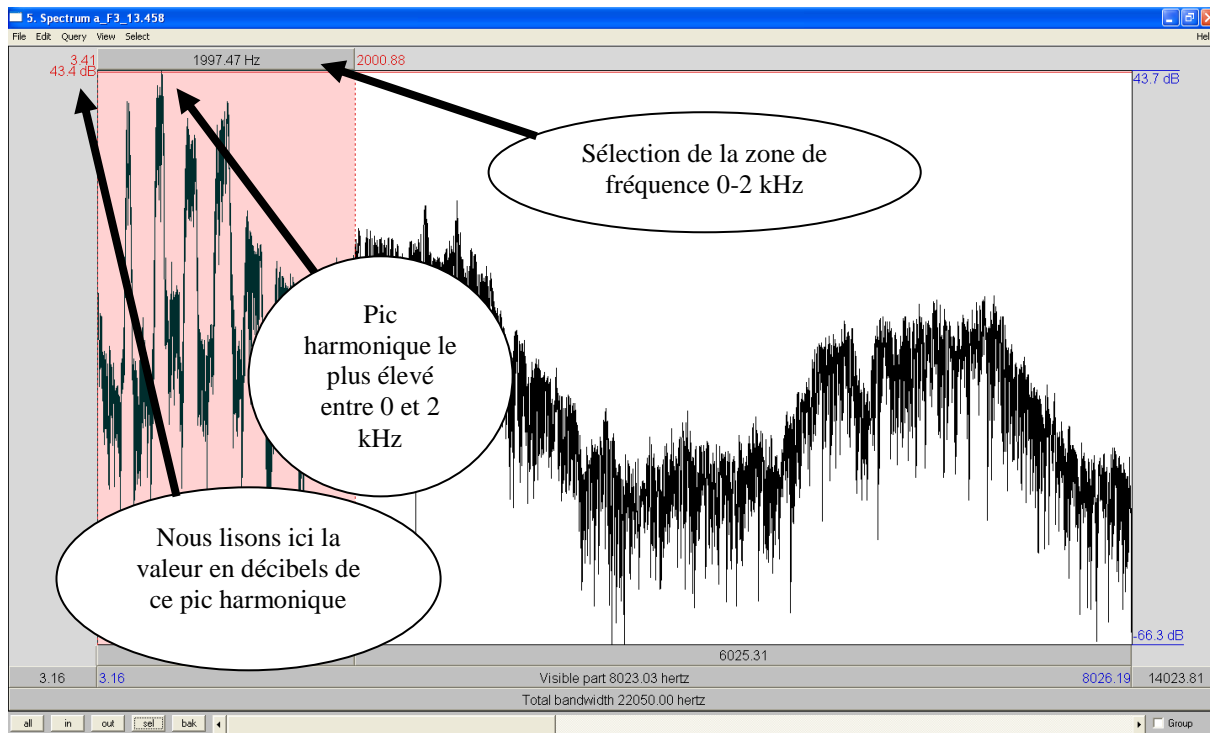 5. Spectrum a_F3_13.458
File Edit Query View Select Hel
3.41 1997.47 Hz 2000.88
43.4 dB 43.7 dB
Sélection de la zone de
fréquence 0-2 kHz
Pic
harmonique le
plus élevé
entre 0 et 2
kHz
Nous lisons ici la
valeur en décibels de
ce pic harmonique
-66.3 dB
6025.31
3.16 3.16 Visible part 8023.03 hertz 8026.19 14023.81
Total bandwidth 22050.00 hertz
all in out sel bak Group